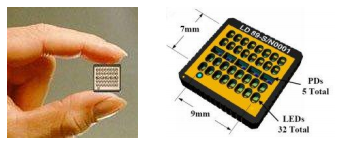 7mm
LD 89-S/N0001
PDs
5 Total
9mm
LEDs
32 Total